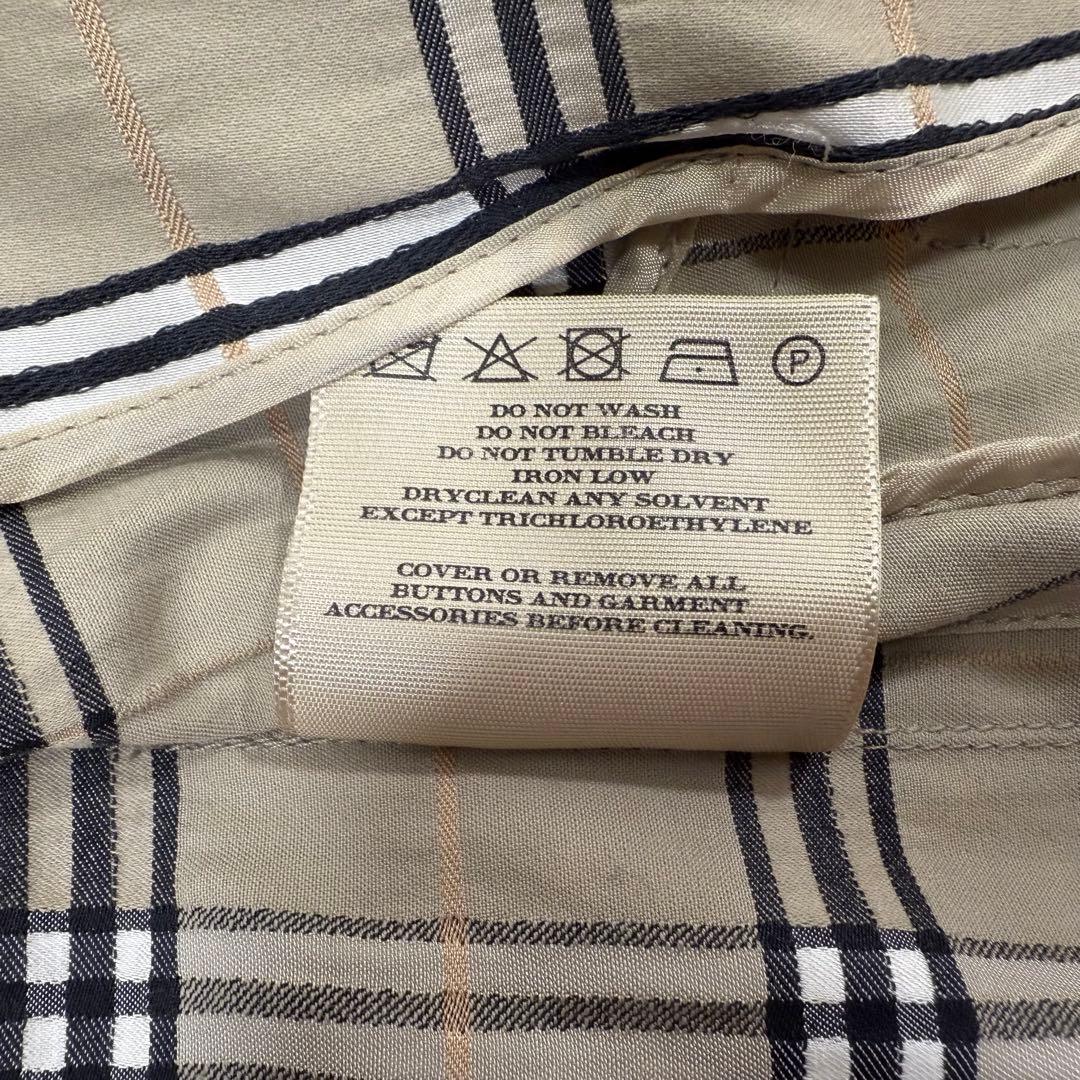 P
DO NOT WASH
DO NOT BLEACH
DO NOT TUMBLE DRY
IRON LOW
DRYCLEAN ANY SOLVENT
EXCEPT TRICHLOROETHYLENE
COVER OR REMOVE ALL
BUTTONS AND GARMENT
ACCESSORIES BEFORE CLEANING.